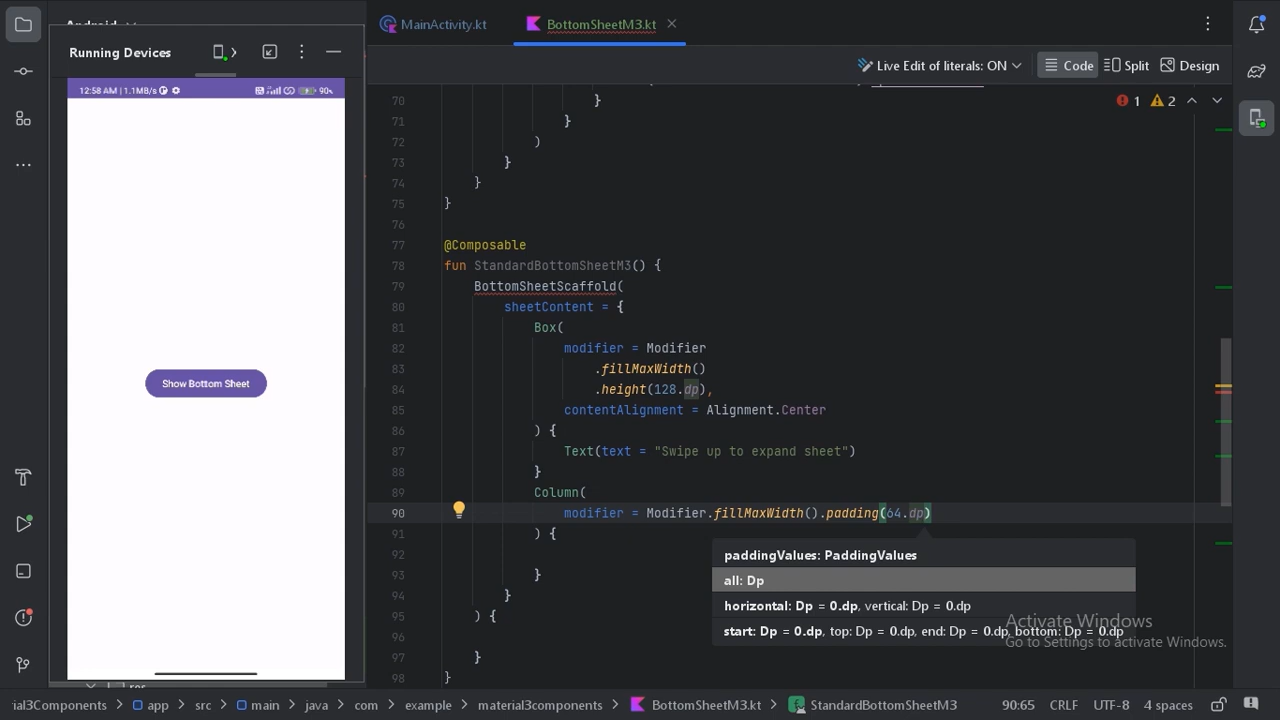 Android
MainActivity.kt
BottomSheetM3.kt
Running Devices
Live Edit of literals: ON
Code
Split
Design
12:58 AM | 1.1MB/s
90%
Show Bottom Sheet
1
2
70 }
71 }
72 )
73 }
74 }
75 }
76
77 @Composable
78 fun StandardBottomSheetM3() {
79 BottomSheetScaffold(
80 sheetContent = {
81 Box(
82 modifier = Modifier
83 .fillMaxWidth()
84 .height(128.dp),
85 contentAlignment = Alignment.Center
86 ) {
87 Text(text = "Swipe up to expand sheet")
88 }
89 Column(
90 modifier = Modifier.fillMaxWidth().padding(64.dp)
91 ) {
92
93 }
94 }
95 ) {
96
97 }
98 }
paddingValues: PaddingValues
all: Dp
horizontal: Dp = 0.dp, vertical: Dp = 0.dp
start: Dp = 0.dp, top: Dp = 0.dp, end: Dp = 0.dp, bottom: Dp = 0.dp
Activate Windows
Go to Settings to activate Windows.
res
ial3Components > app > src > main > java > com > example > material3components > BottomSheetM3.kt > StandardBottomSheetM3
90:65 CRLF UTF-8 4 spaces